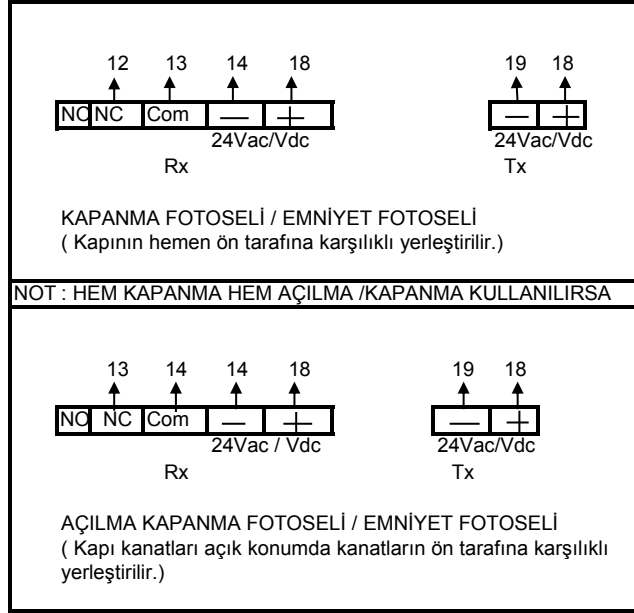 12 13 14 18 19 18
NO NC Com — + — +
24Vac/Vdc 24Vac/Vdc
Rx Tx
KAPANMA FOTOSELİ / EMNİYET FOTOSELİ
( Kapının hemen ön tarafına karşılıklı yerleştirilir.)
NOT : HEM KAPANMA HEM AÇILMA /KAPANMA KULLANILIRSA
13 14 14 18 19 18
NO NC Com — + — +
24Vac / Vdc 24Vac/Vdc
Rx Tx
AÇILMA KAPANMA FOTOSELİ / EMNİYET FOTOSELİ
( Kapı kanatları açık konumda kanatların ön tarafına karşılıklı
yerleştirilir.)